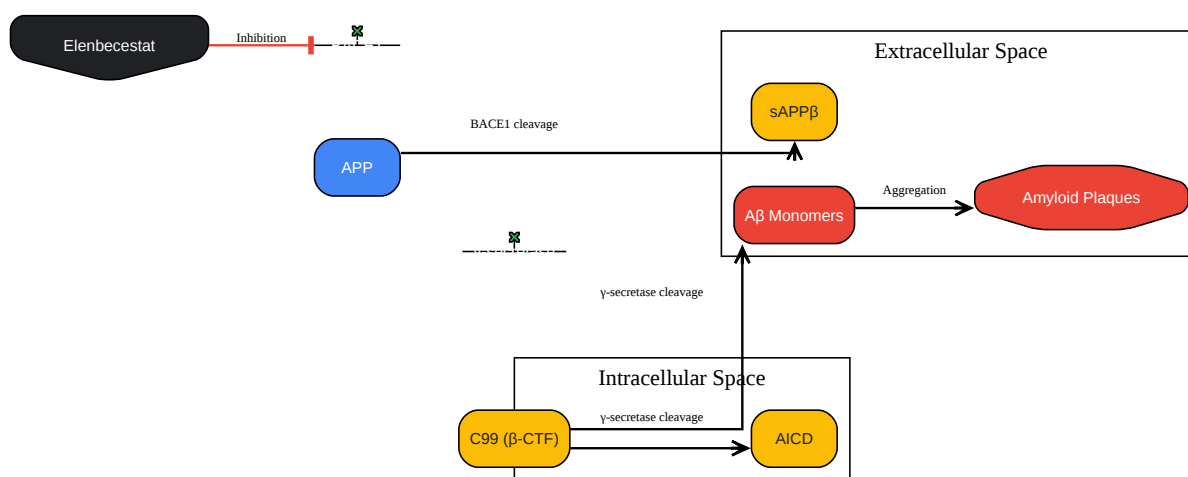 Elenbecestat
Inhibition
Extracellular Space
sAPPβ
BACE1 cleavage
APP
Aβ Monomers
Aggregation
Amyloid Plaques
γ-secretase cleavage
Intracellular Space
γ-secretase cleavage
C99 (β-CTF)
AICD